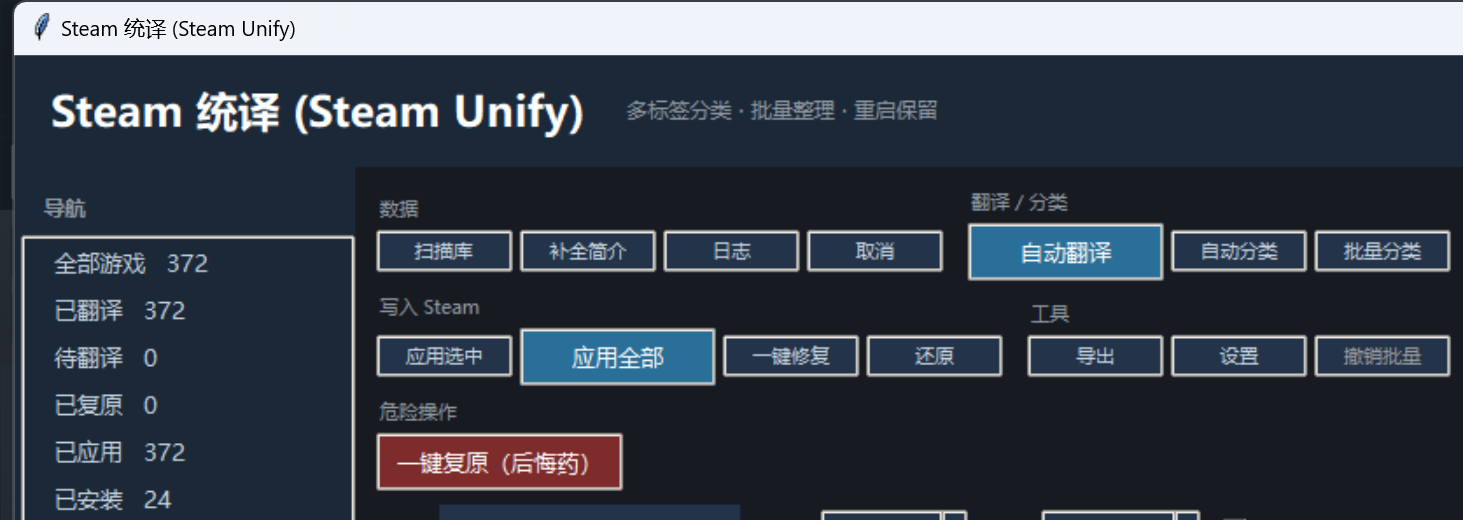 Steam 统译 (Steam Unify)
Steam 统译 (Steam Unify) 多标签分类 · 批量整理 · 重启保留
导航
全部游戏 372
已翻译 372
待翻译 0
已复原 0
已应用 372
已安装 24
数据
扫描库 补全简介 日志 取消
翻译 / 分类
自动翻译 自动分类 批量分类
写入 Steam
应用选中 应用全部 一键修复 还原
工具
导出 设置 撤销批量
危险操作
一键复原（后悔药）